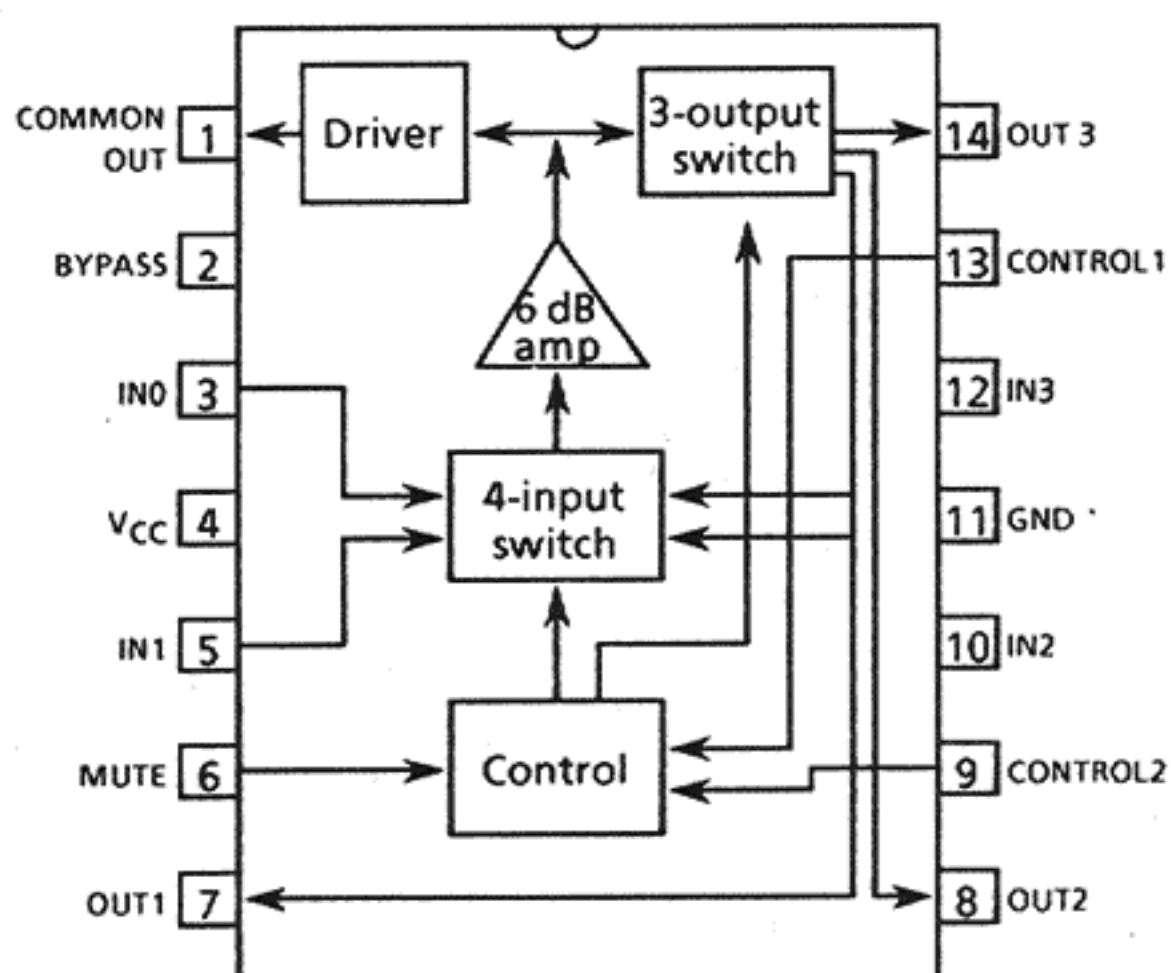 COMMON
OUT
1
Driver
3-output
switch
14
OUT 3
BYPASS
2
13
CONTROL1
6 dB
amp
IN0
3
12
IN3
VCC
4
4-input
switch
11
GND
IN1
5
10
IN2
MUTE
6
Control
9
CONTROL2
OUT1
7
8
OUT2